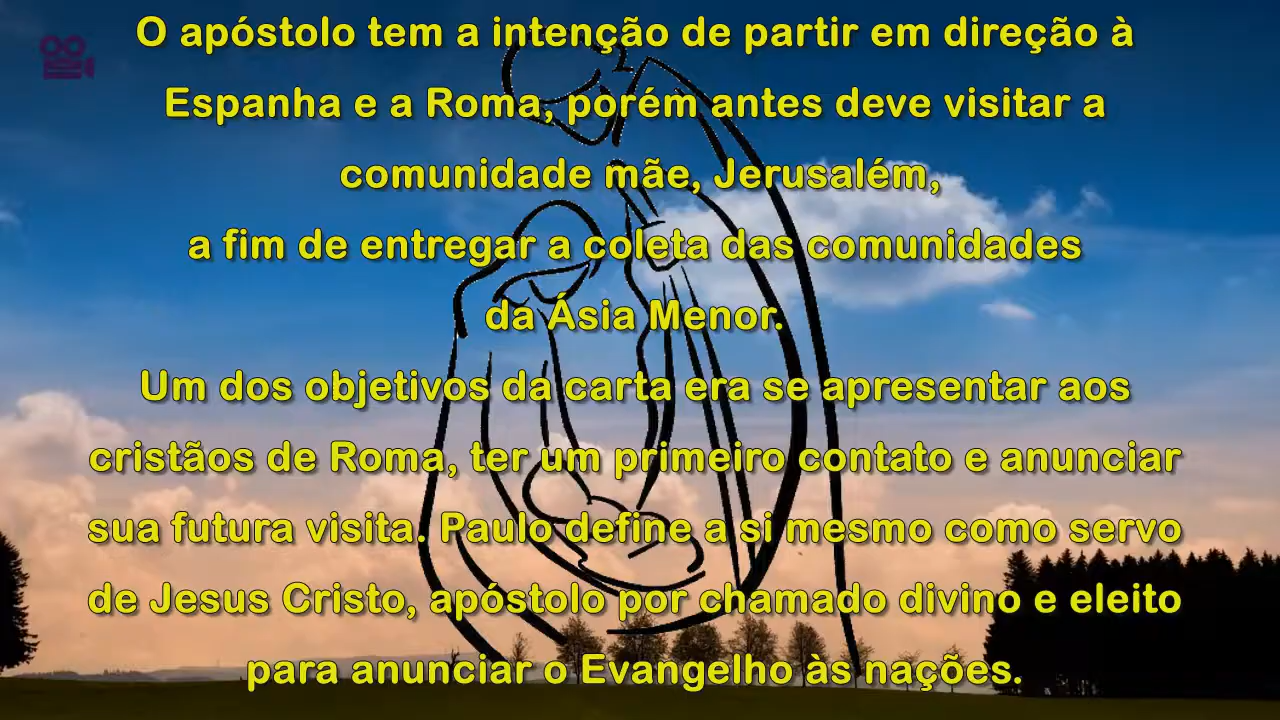 O apóstolo tem a intenção de partir em direção à
Espanha e a Roma, porém antes deve visitar a
comunidade mãe, Jerusalém,
a fim de entregar a coleta das comunidades
da Ásia Menor.
Um dos objetivos da carta era se apresentar aos
cristãos de Roma, ter um primeiro contato e anunciar
sua futura visita. Paulo define a si mesmo como servo
de Jesus Cristo, apóstolo por chamado divino e eleito
para anunciar o Evangelho às nações.